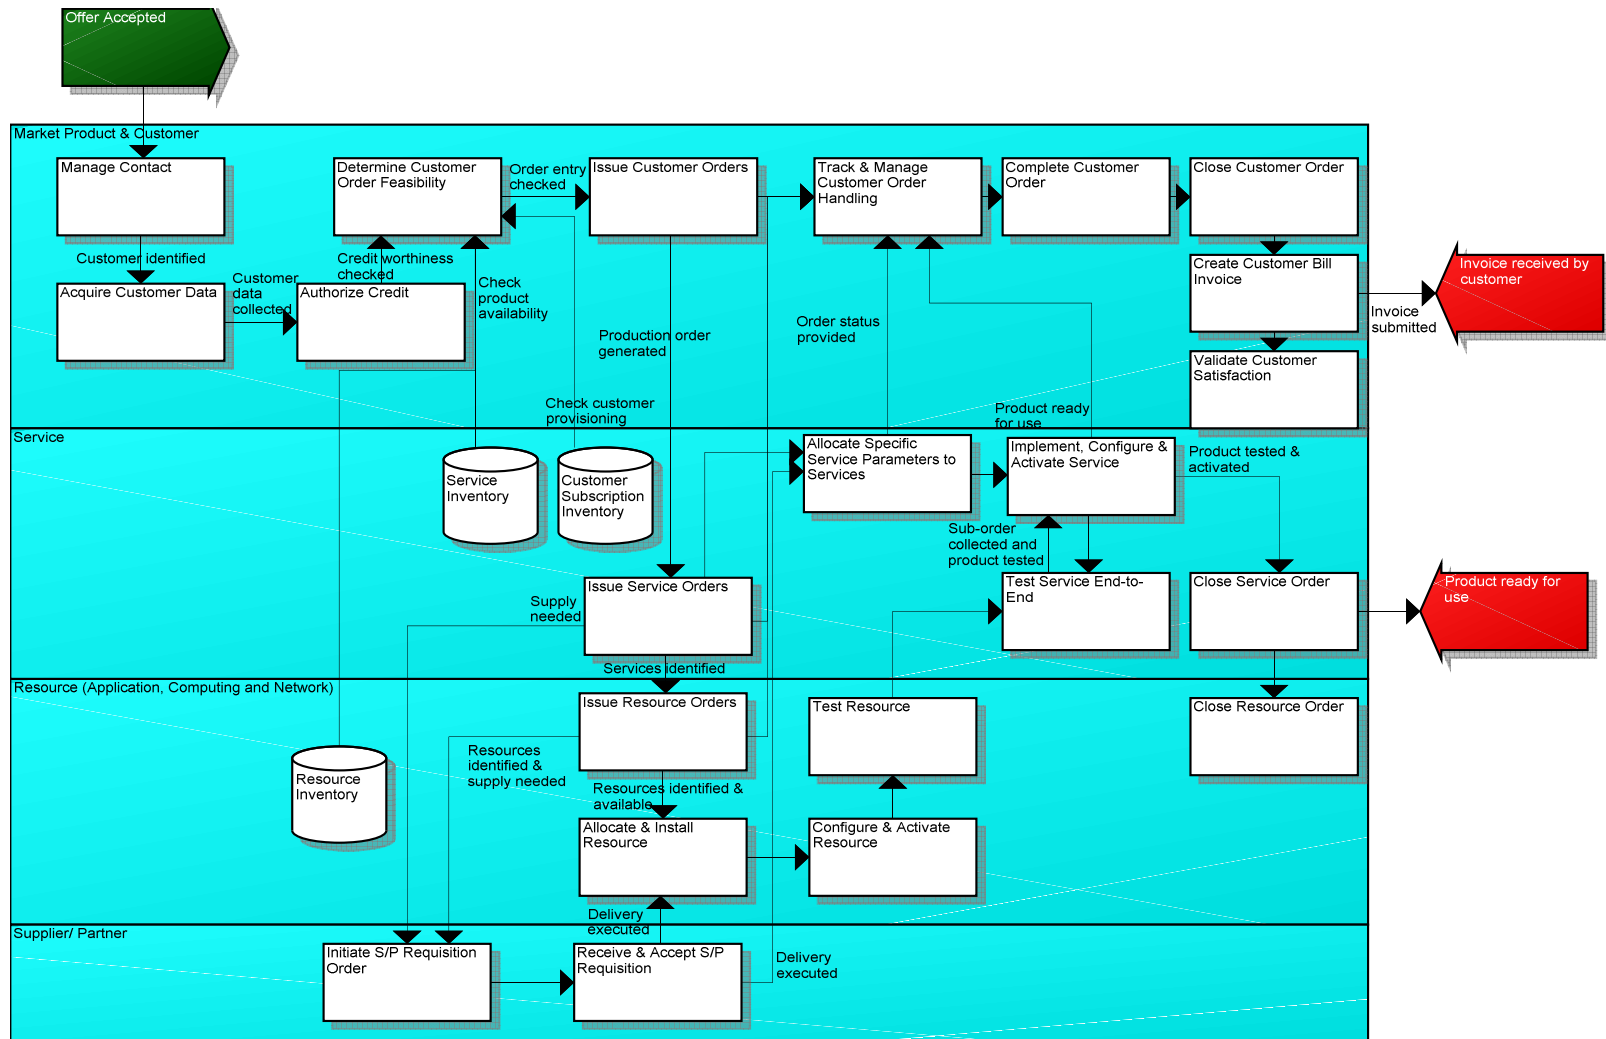 Offer Accepted
Market Product & Customer
Manage Contact
Determine Customer
Order Feasibility
Order entry
checked
Issue Customer Orders
Track & Manage
Customer Order
Handling
Complete Customer
Order
Close Customer Order
Customer identified
Credit worthiness
checked
Customer
data
collected
Check
product
availability
Create Customer Bill
Invoice
Invoice received by
customer
Acquire Customer Data
Authorize Credit
Production order
generated
Order status
provided
Invoice
submitted
Validate Customer
Satisfaction
Check customer
provisioning
Product ready
for use
Service
Service
Inventory
Customer
Subscription
Inventory
Allocate Specific
Service Parameters to
Services
Implement, Configure &
Activate Service
Product tested &
activated
Sub-order
collected and
product tested
Issue Service Orders
Supply
needed
Test Service End-to-
End
Close Service Order
Product ready for
use
Services identified
Resource (Application, Computing and Network)
Issue Resource Orders
Test Resource
Close Resource Order
Resources
identified &
supply needed
Resource
Inventory
Resources identified &
available
Allocate & Install
Resource
Configure & Activate
Resource
Delivery
executed
Supplier/ Partner
Initiate S/P Requisition
Order
Receive & Accept S/P
Requisition
Delivery
executed